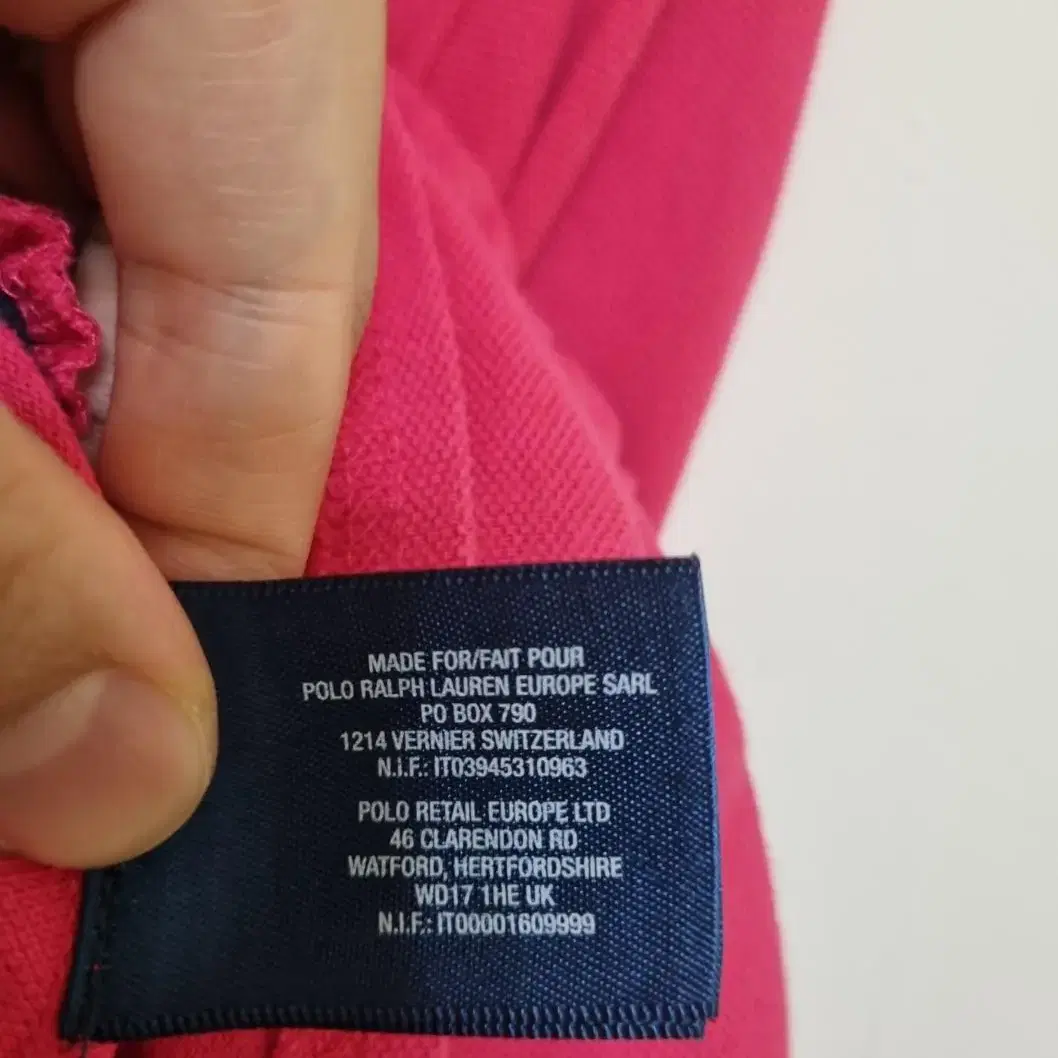 MADE FOR/FAIT POUR
POLO RALPH LAUREN EUROPE SARL
PO BOX 790
1214 VERNIER SWITZERLAND
N.I.F.: IT03945310963
POLO RETAIL EUROPE LTD
46 CLARENDON RD
WATFORD, HERTFORDSHIRE
WD17 1HE UK
N.I.F.: IT00001609999